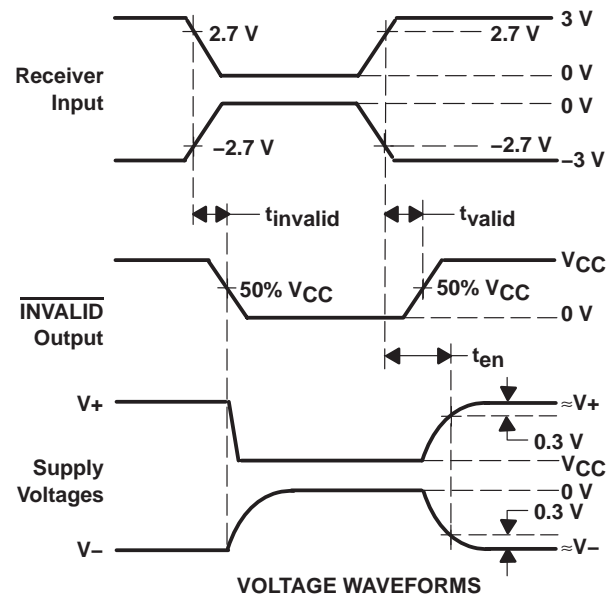 3 V
2.7 V
2.7 V
Receiver
Input
0 V
0 V
−2.7 V
−2.7 V
−3 V
tinvalid
tvalid
VCC
50% VCC
50% VCC
INVALID
Output
0 V
ten
V+
≈V+
0.3 V
Supply
Voltages
VCC
0 V
0.3 V
V−
≈V−
VOLTAGE WAVEFORMS